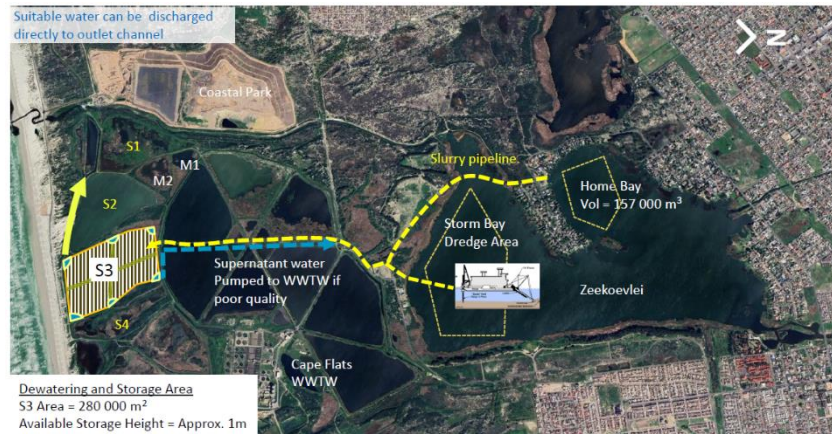 Suitable water can be discharged
directly to outlet channel
N
Coastal Park
S1
M1
M2
Slurry pipeline
S2
Home Bay
Vol = 157 000 m³
Storm Bay
Dredge Area
S3
Supernatant water
Pumped to WWTW if
poor quality
Zeekoevlei
S4
Cape Flats
WWTW
Dewatering and Storage Area
S3 Area = 280 000 m²
Available Storage Height = Approx. 1m